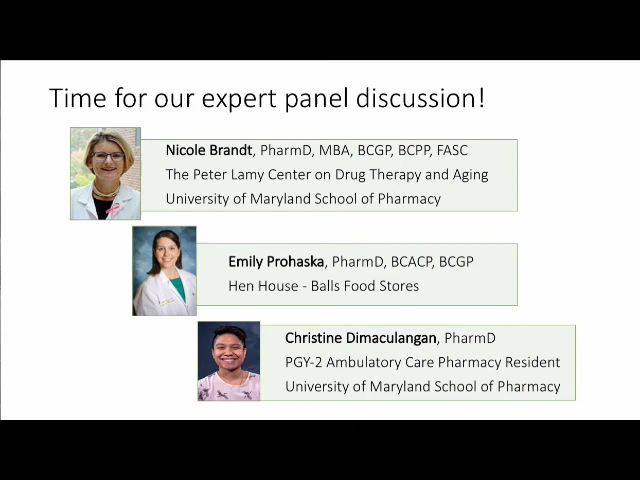 Time for our expert panel discussion!
Nicole Brandt, PharmD, MBA, BCGP, BCPP, FASC
The Peter Lamy Center on Drug Therapy and Aging
University of Maryland School of Pharmacy
Emily Prohaska, PharmD, BCACP, BCGP
Hen House - Balls Food Stores
Christine Dimaculangan, PharmD
PGY-2 Ambulatory Care Pharmacy Resident
University of Maryland School of Pharmacy